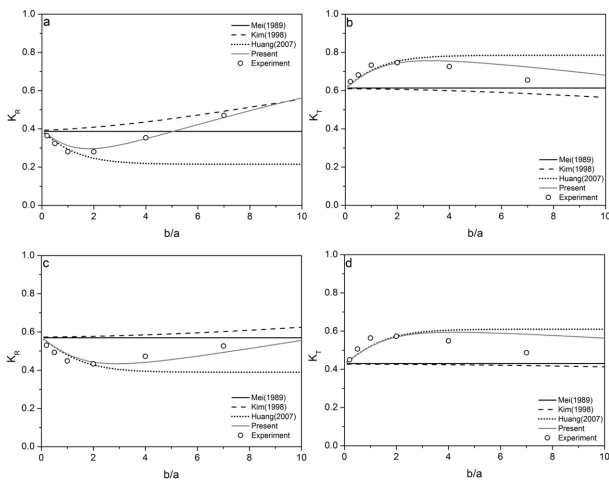 a
1.0
0.8
0.6
0.4
0.2
0.0
K_R
0
2
4
6
8
10
b/a
Mei(1989)
Kim(1998)
Huang(2007)
Present
Experiment
b
1.0
0.8
0.6
0.4
0.2
0.0
K_T
0
2
4
6
8
10
b/a
Mei(1989)
Kim(1998)
Huang(2007)
Present
Experiment
c
1.0
0.8
0.6
0.4
0.2
0.0
K_R
0
2
4
6
8
10
b/a
Mei(1989)
Kim(1998)
Huang(2007)
Present
Experiment
d
1.0
0.8
0.6
0.4
0.2
0.0
K_T
0
2
4
6
8
10
b/a
Mei(1989)
Kim(1998)
Huang(2007)
Present
Experiment